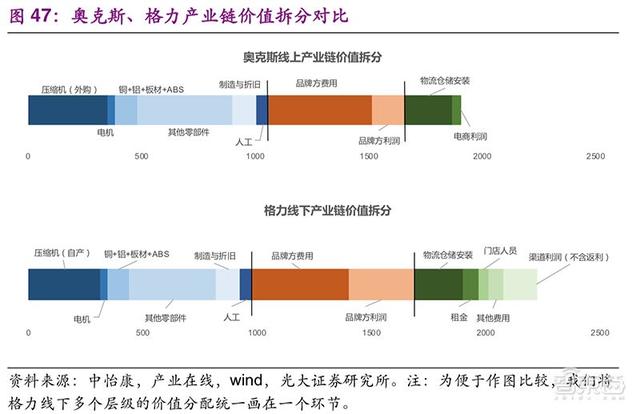 图 47：奥克斯、格力产业链价值拆分对比
奥克斯线上产业链价值拆分
压缩机（外购）
铜+铝+板材+ABS
制造与折旧
品牌方费用
物流仓储安装
电机
其他零部件
人工
品牌方利润
电商利润
0 500 1000 1500 2000 2500
格力线下产业链价值拆分
压缩机（自产）
铜+铝+板材+ABS
制造与折旧
品牌方费用
物流仓储安装
门店人员
渠道利润（不含返利）
电机
其他零部件
人工
品牌方利润
租金
其他费用
0 500 1000 1500 2000 2500
资料来源：中怡康，产业在线，wind，光大证券研究所。注：为便于作图比较，我们将
格力线下多个层级的价值分配统一画在一个环节。